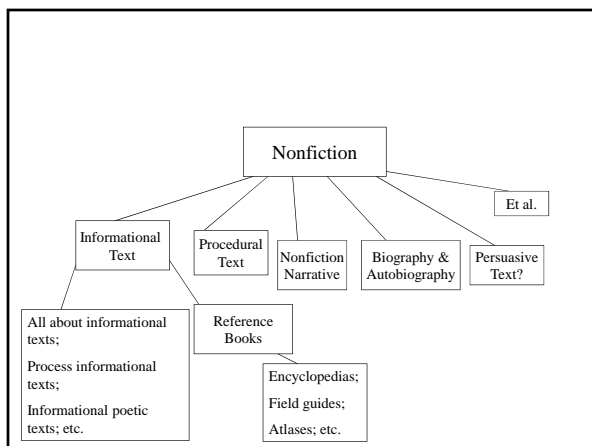 Nonfiction
Et al.
Informational
Text
Procedural
Text
Nonfiction
Narrative
Biography &
Autobiography
Persuasive
Text?
All about informational
texts;
Process informational
texts;
Informational poetic
texts; etc.
Reference
Books
Encyclopedias;
Field guides;
Atlases; etc.